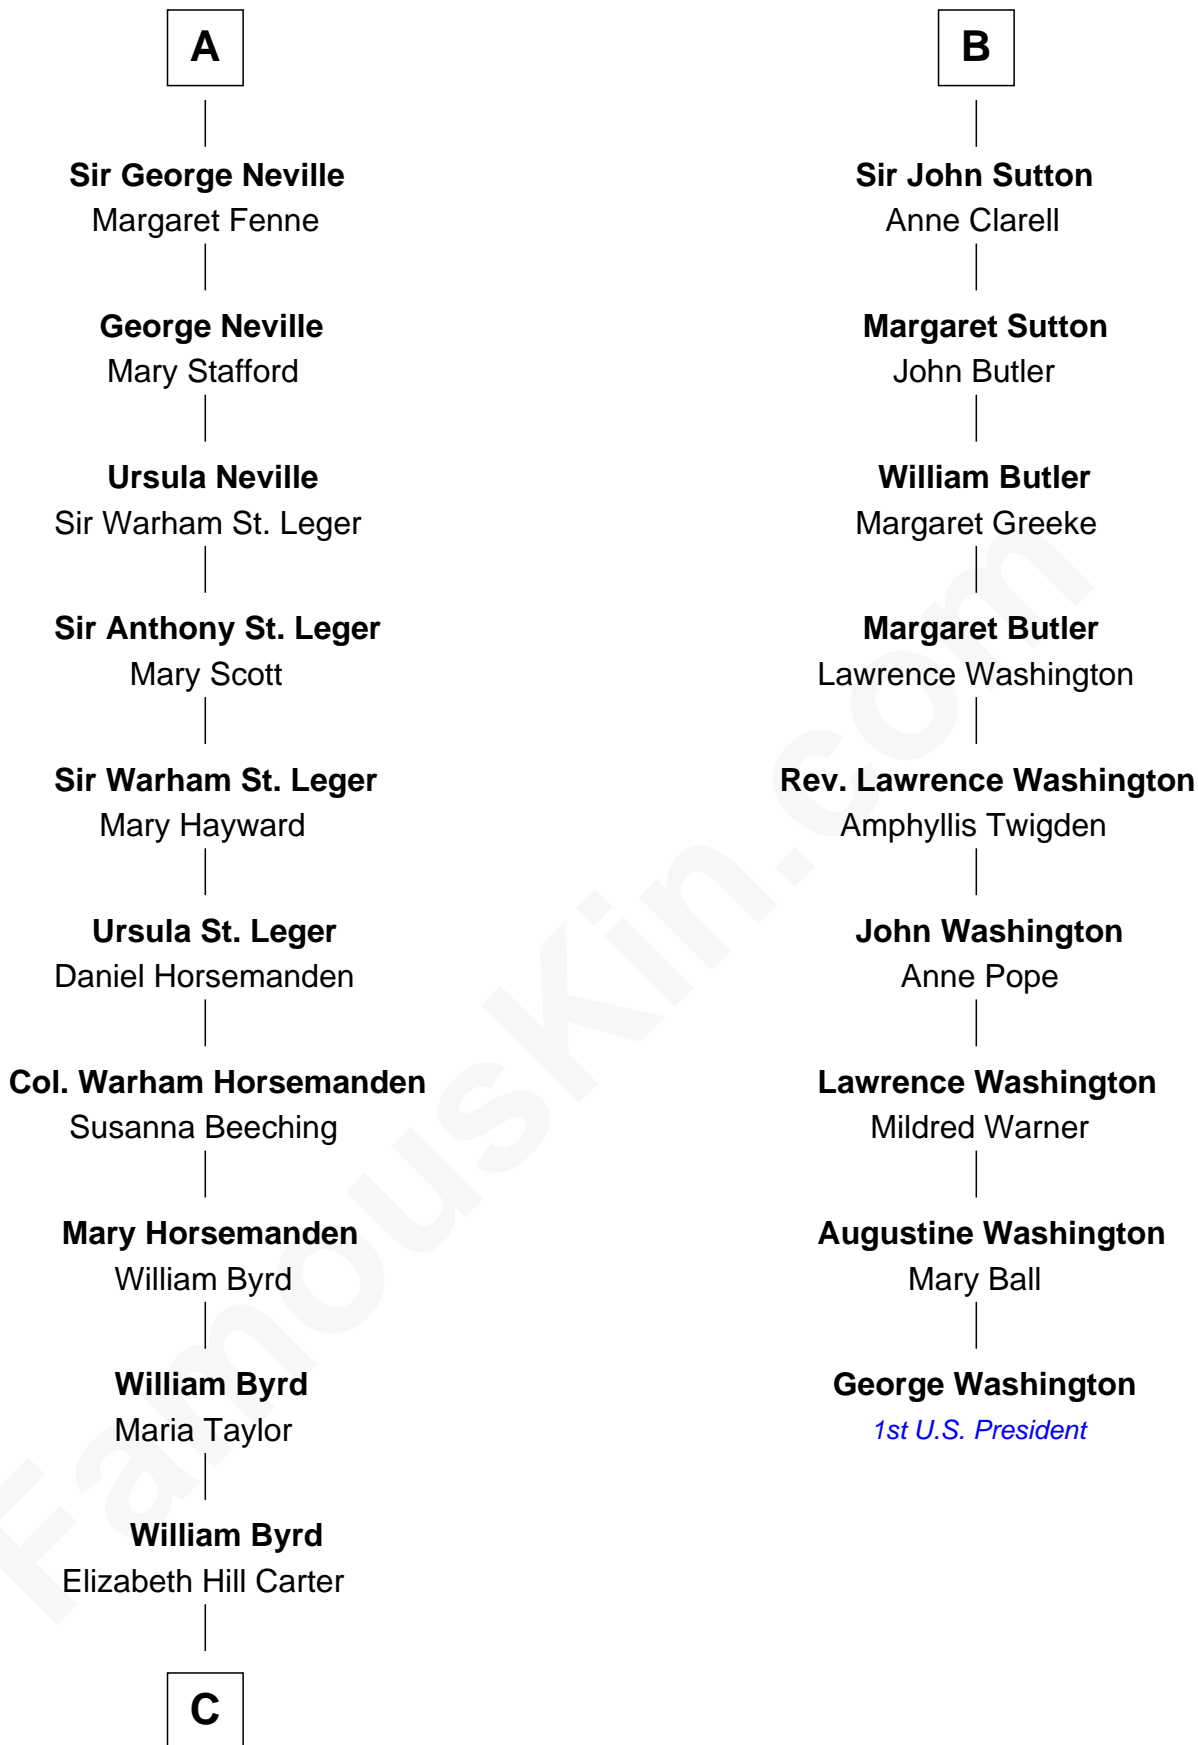 A
Sir George Neville
Margaret Fenne
George Neville
Mary Stafford
Ursula Neville
Sir Warham St. Leger
Sir Anthony St. Leger
Mary Scott
Sir Warham St. Leger
Mary Hayward
Ursula St. Leger
Daniel Horsemanden
Col. Warham Horsemanden
Susanna Beeching
Mary Horsemanden
William Byrd
William Byrd
Maria Taylor
William Byrd
Elizabeth Hill Carter
C
B
Sir John Sutton
Anne Clarell
Margaret Sutton
John Butler
William Butler
Margaret Greeke
Margaret Butler
Lawrence Washington
Rev. Lawrence Washington
Amphyllis Twigden
John Washington
Anne Pope
Lawrence Washington
Mildred Warner
Augustine Washington
Mary Ball
George Washington
1st U.S. President
FamousKin.com